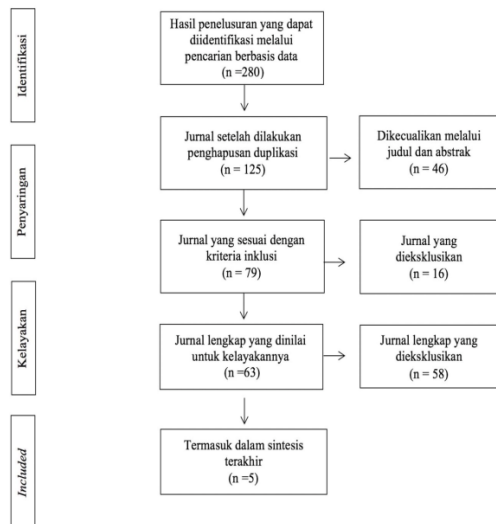 Identifikasi
Hasil penelusuran yang dapat
diidentifikasi melalui
pencarian berbasis data
(n =280)
Penyaringan
Jurnal setelah dilakukan
penghapusan duplikasi
(n = 125)
Dikecualikan melalui
judul dan abstrak
(n = 46)
Jurnal yang sesuai dengan
kriteria inklusi
(n = 79)
Jurnal yang
dieksklusikan
(n = 16)
Kelayakan
Jurnal lengkap yang dinilai
untuk kelayakannya
(n =63)
Jurnal lengkap yang
dieksklusikan
(n = 58)
Included
Termasuk dalam sintesis
terakhir
(n =5)